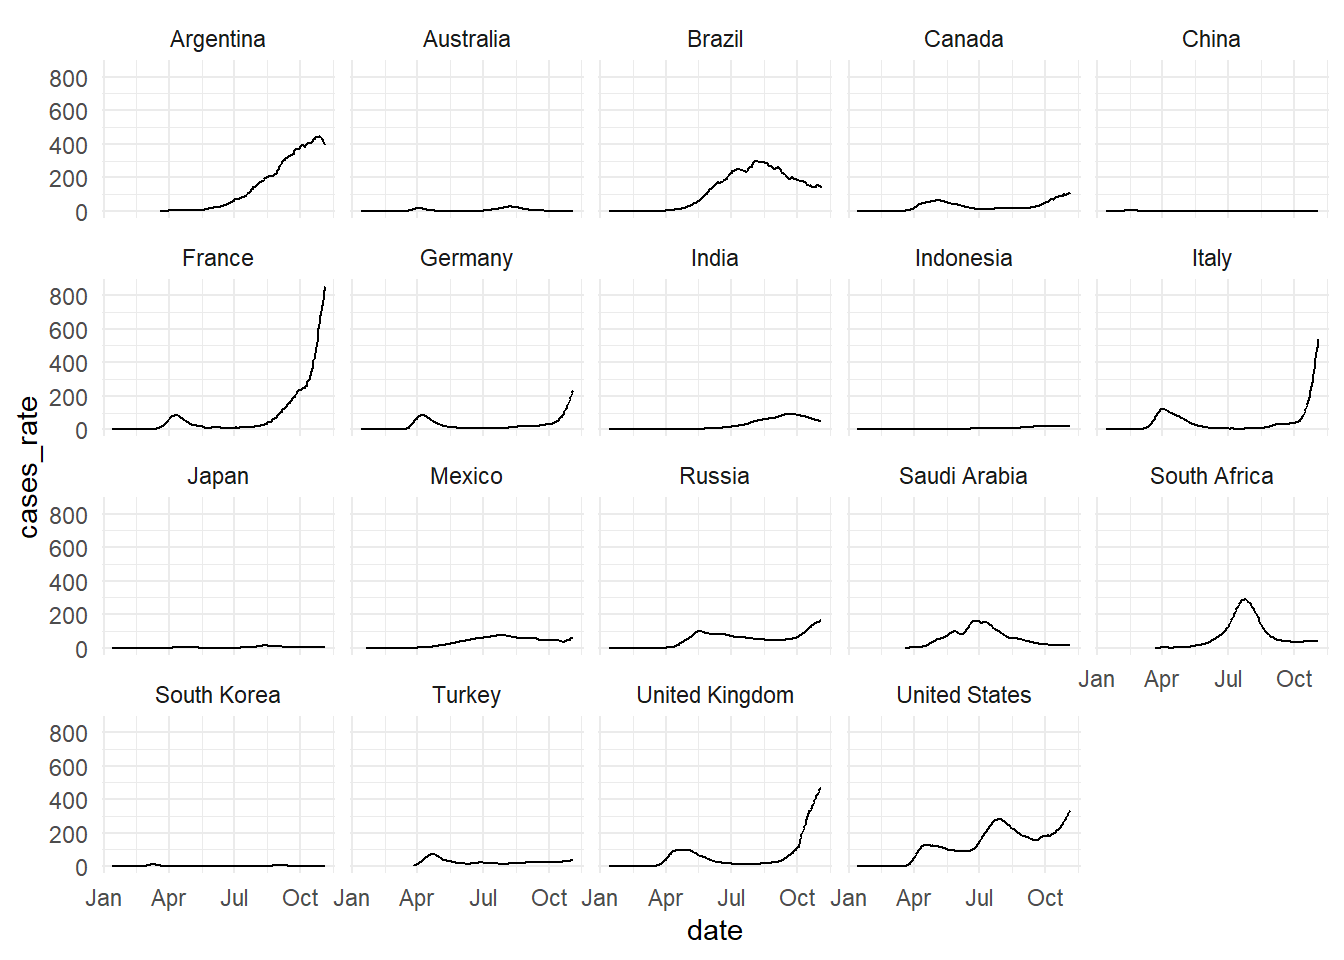 Argentina Australia Brazil Canada China
800
600
400
200
0
France Germany India Indonesia Italy
800
600
400
200
0
cases_rate
Japan Mexico Russia Saudi Arabia South Africa
800
600
400
200
0
Jan Apr Jul Oct
South Korea Turkey United Kingdom United States
800
600
400
200
0
Jan Apr Jul Oct Jan Apr Jul Oct Jan Apr Jul Oct Jan Apr Jul Oct
date